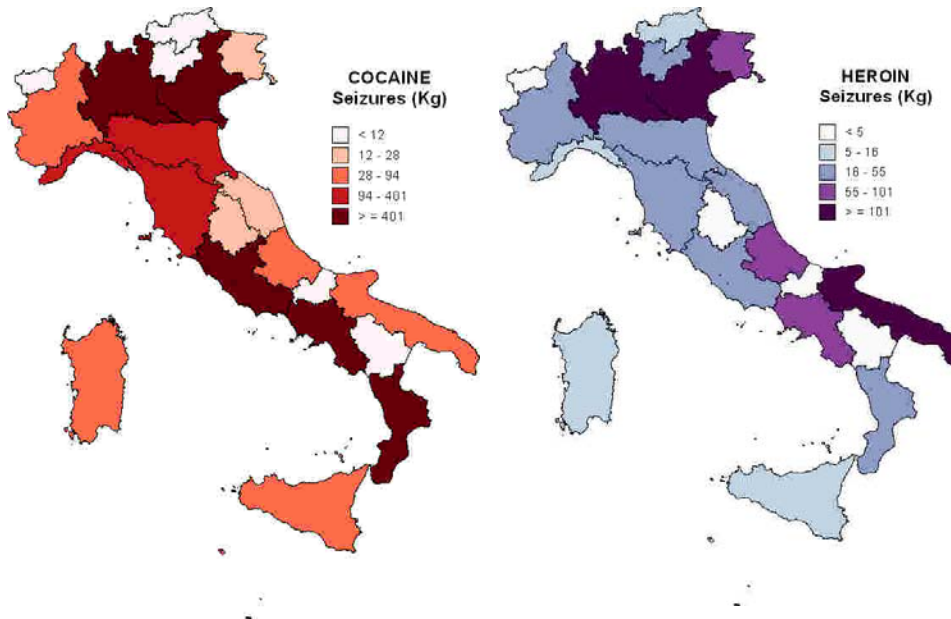 COCAINE
Seizures (Kg)
< 12
12 - 28
28 - 94
94 - 401
> = 401
HEROIN
Seizures (Kg)
< 5
5 - 16
16 - 55
55 - 101
> = 101